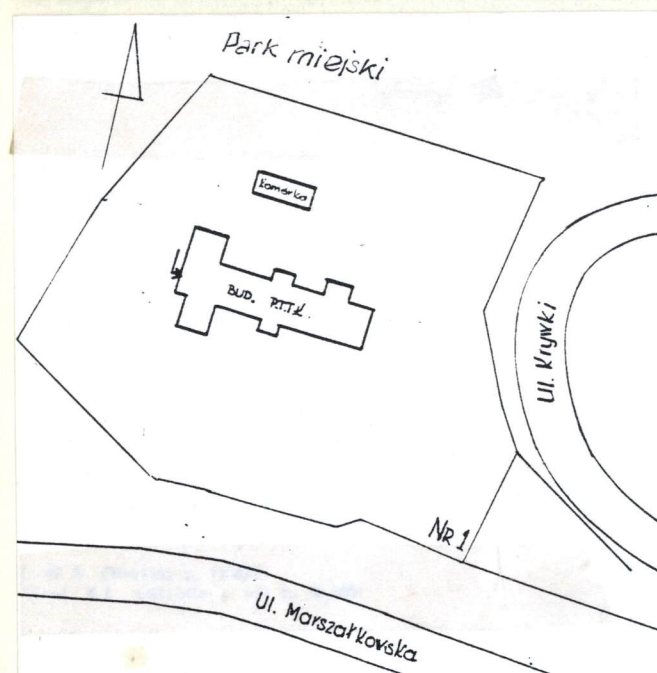 Park miejski
Komórka
BUD. P.T.T.K.
Ul. Krywki
NR 1
Ul. Marszałkowska